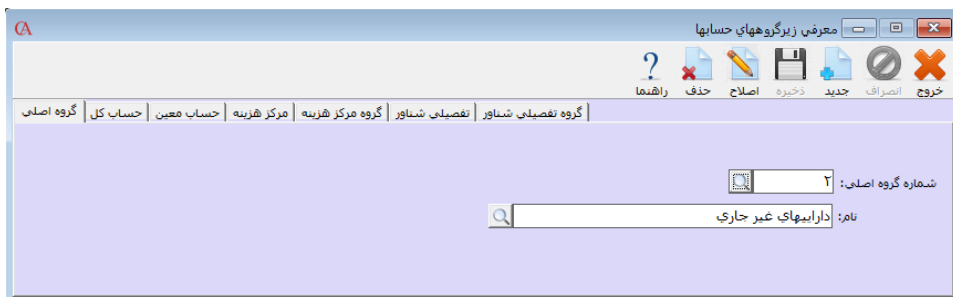 معرفي زيرگروههاي حسابها
CA
خروج انصراف جديد ذخيره اصلاح حذف راهنما
گروه اصلي حساب كل حساب معين مركز هزينه گروه مركز هزينه تفصيلي شناور گروه تفصيلي شناور
شماره گروه اصلي: ۲
نام: داراييهاي غير جاري